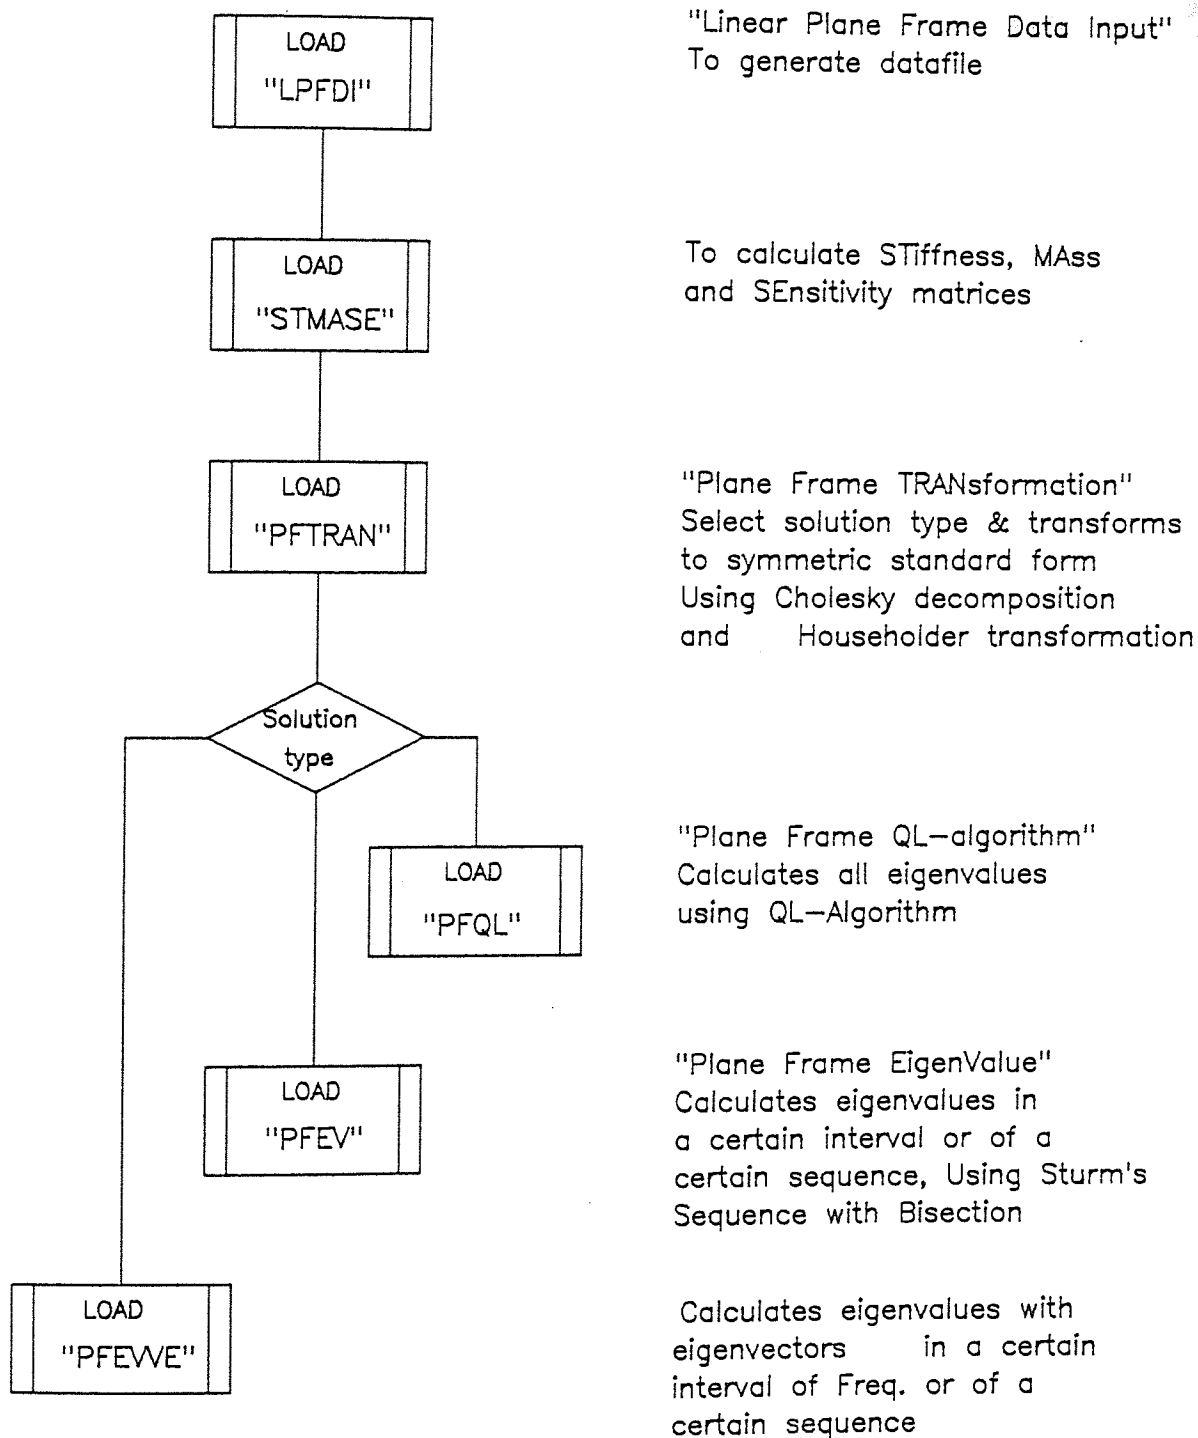 LOAD
"LPFDI"
"Linear Plane Frame Data Input"
To generate datafile
LOAD
"STMASE"
To calculate STiffness, MAss
and SEnsitivity matrices
LOAD
"PFTRAN"
"Plane Frame TRANsformation"
Select solution type & transforms
to symmetric standard form
Using Cholesky decomposition
and Householder transformation
Solution
type
LOAD
"PFQL"
"Plane Frame QL-algorithm"
Calculates all eigenvalues
using QL-Algorithm
LOAD
"PFEV"
"Plane Frame EigenValue"
Calculates eigenvalues in
a certain interval or of a
certain sequence, Using Sturm's
Sequence with Bisection
LOAD
"PFEVVE"
Calculates eigenvalues with
eigenvectors in a certain
interval of Freq. or of a
certain sequence